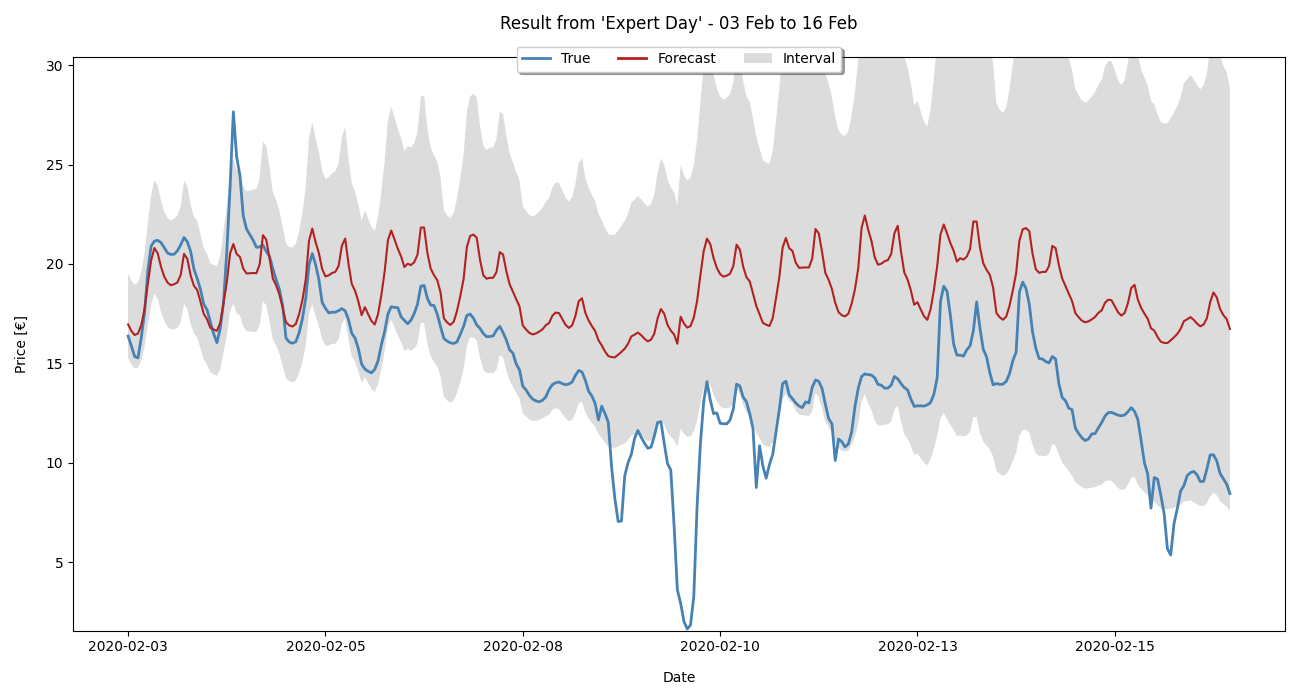 Result from 'Expert Day' - 03 Feb to 16 Feb
True Forecast Interval
Price [€]
30
25
20
15
10
5
2020-02-03 2020-02-05 2020-02-08 2020-02-10 2020-02-13 2020-02-15
Date